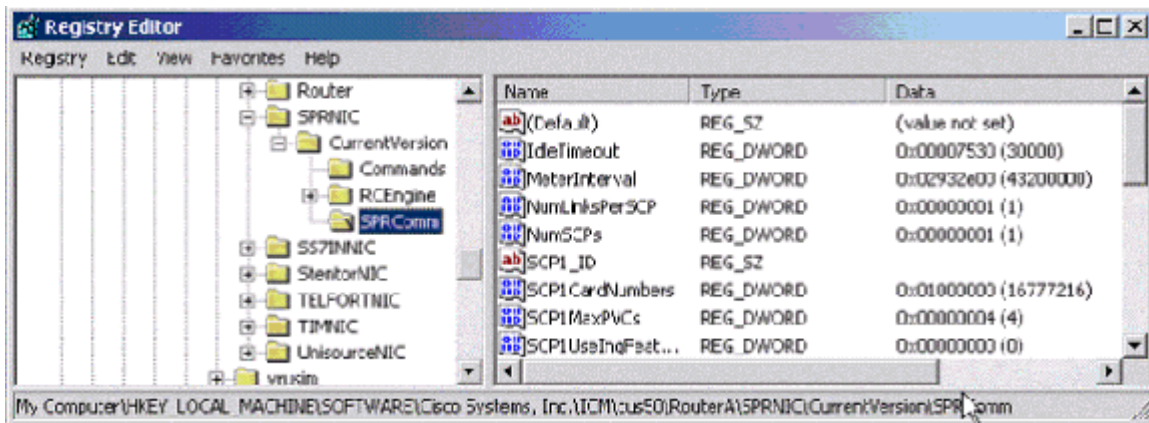 Registry Editor
Registry Edit View Favorites Help
Router
SPRNIC
CurrentVersion
Commands
RCEngine
SPRComm
SS7INNIC
StentorNIC
TELFORTNIC
TIMNIC
UnisourceNIC
vrusim
Name Type Data
(Default) REG_SZ (value not set)
IdleTimeout REG_DWORD 0x00007530 (30000)
MeterInterval REG_DWORD 0x02932e00 (43200000)
NumLinksPerSCP REG_DWORD 0x00000001 (1)
NumSCPs REG_DWORD 0x00000001 (1)
SCP1_ID REG_SZ
SCP1CardNumbers REG_DWORD 0x01000000 (16777216)
SCP1MaxPVCs REG_DWORD 0x00000004 (4)
SCP1UseInqFeat... REG_DWORD 0x00000000 (0)
My Computer\HKEY_LOCAL_MACHINE\SOFTWARE\Cisco Systems, Inc.\ICM\cus50\RouterA\SPRNIC\CurrentVersion\SPRComm